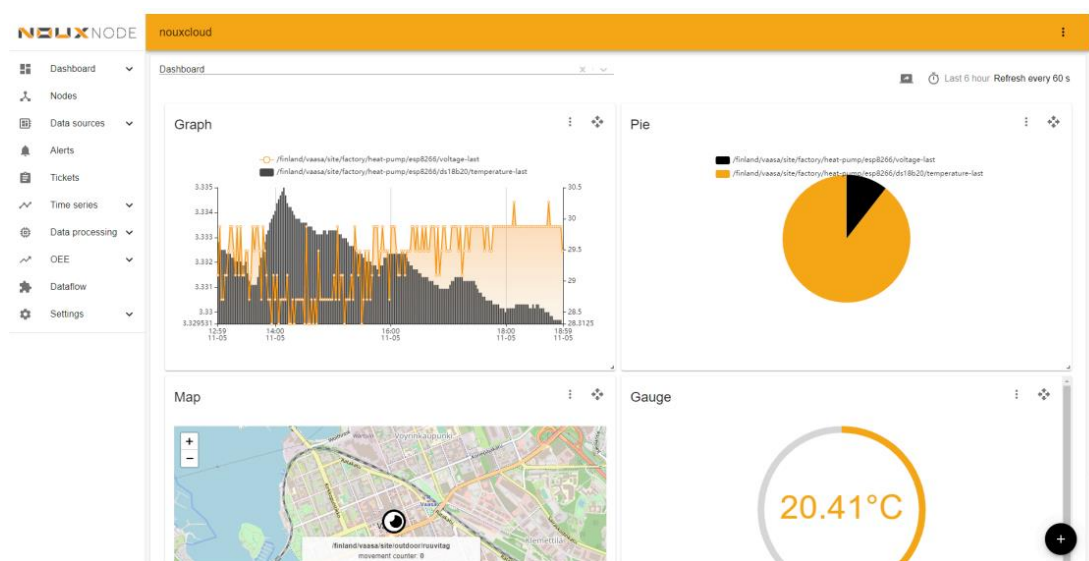 NOUXNODE
nouxcloud
Dashboard
Nodes
Data sources
Alerts
Tickets
Time series
Data processing
OEE
Dataflow
Settings
Dashboard
Last 6 hour Refresh every 60 s
Graph
/finland/vaasa/site/factory/heat-pump/esp8266/voltage-last
/finland/vaasa/site/factory/heat-pump/esp8266/ds18b20/temperature-last
3.335
3.334
3.333
3.332
3.331
3.33
3.329531
30.5
30
29.5
29
28.5
28.3125
12:59 14:00 16:00 18:00 18:59
11-05 11-05 11-05 11-05 11-05
Pie
/finland/vaasa/site/factory/heat-pump/esp8266/voltage-last
/finland/vaasa/site/factory/heat-pump/esp8266/ds18b20/temperature-last
Map
+
−
Vöyrinkaupunki
Klemettilä
/finland/vaasa/site/outdoor/ruuvitag
movement counter: 0
Gauge
20.41°C
+